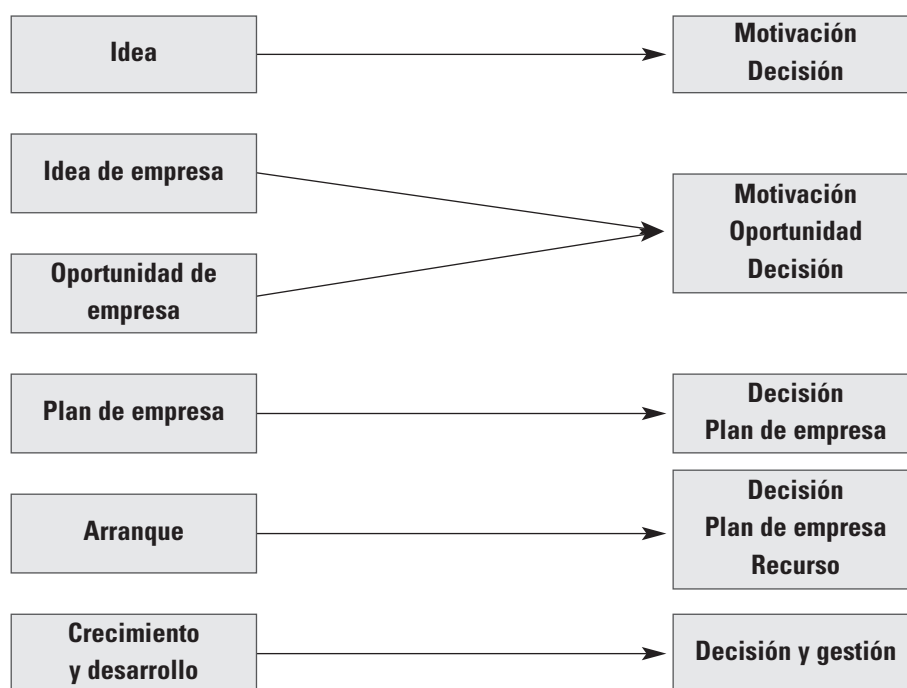 Idea
Motivación
Decisión
Idea de empresa
Oportunidad de
empresa
Motivación
Oportunidad
Decisión
Plan de empresa
Decisión
Plan de empresa
Arranque
Decisión
Plan de empresa
Recurso
Crecimiento
y desarrollo
Decisión y gestión